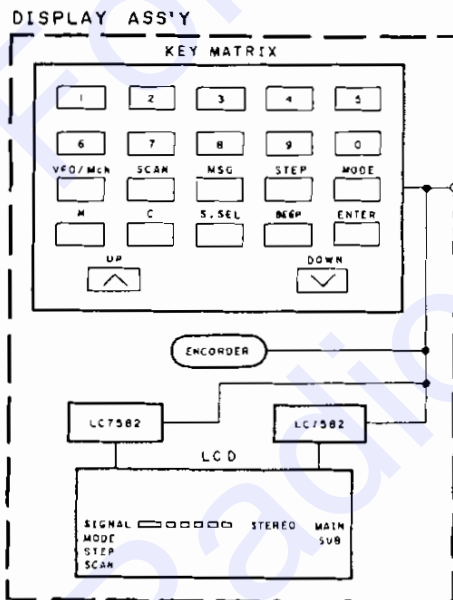 DISPLAY ASS'Y
KEY MATRIX
1 2 3 4 5
6 7 8 9 0
VFO/Mch SCAN MSG STEP MODE
M C S.SEL BEEP ENTER
UP DOWN
ENCORDER
LC7582 LC7582
LCD
SIGNAL STEREO MAIN
MODE SUB
STEP
SCAN
Radio